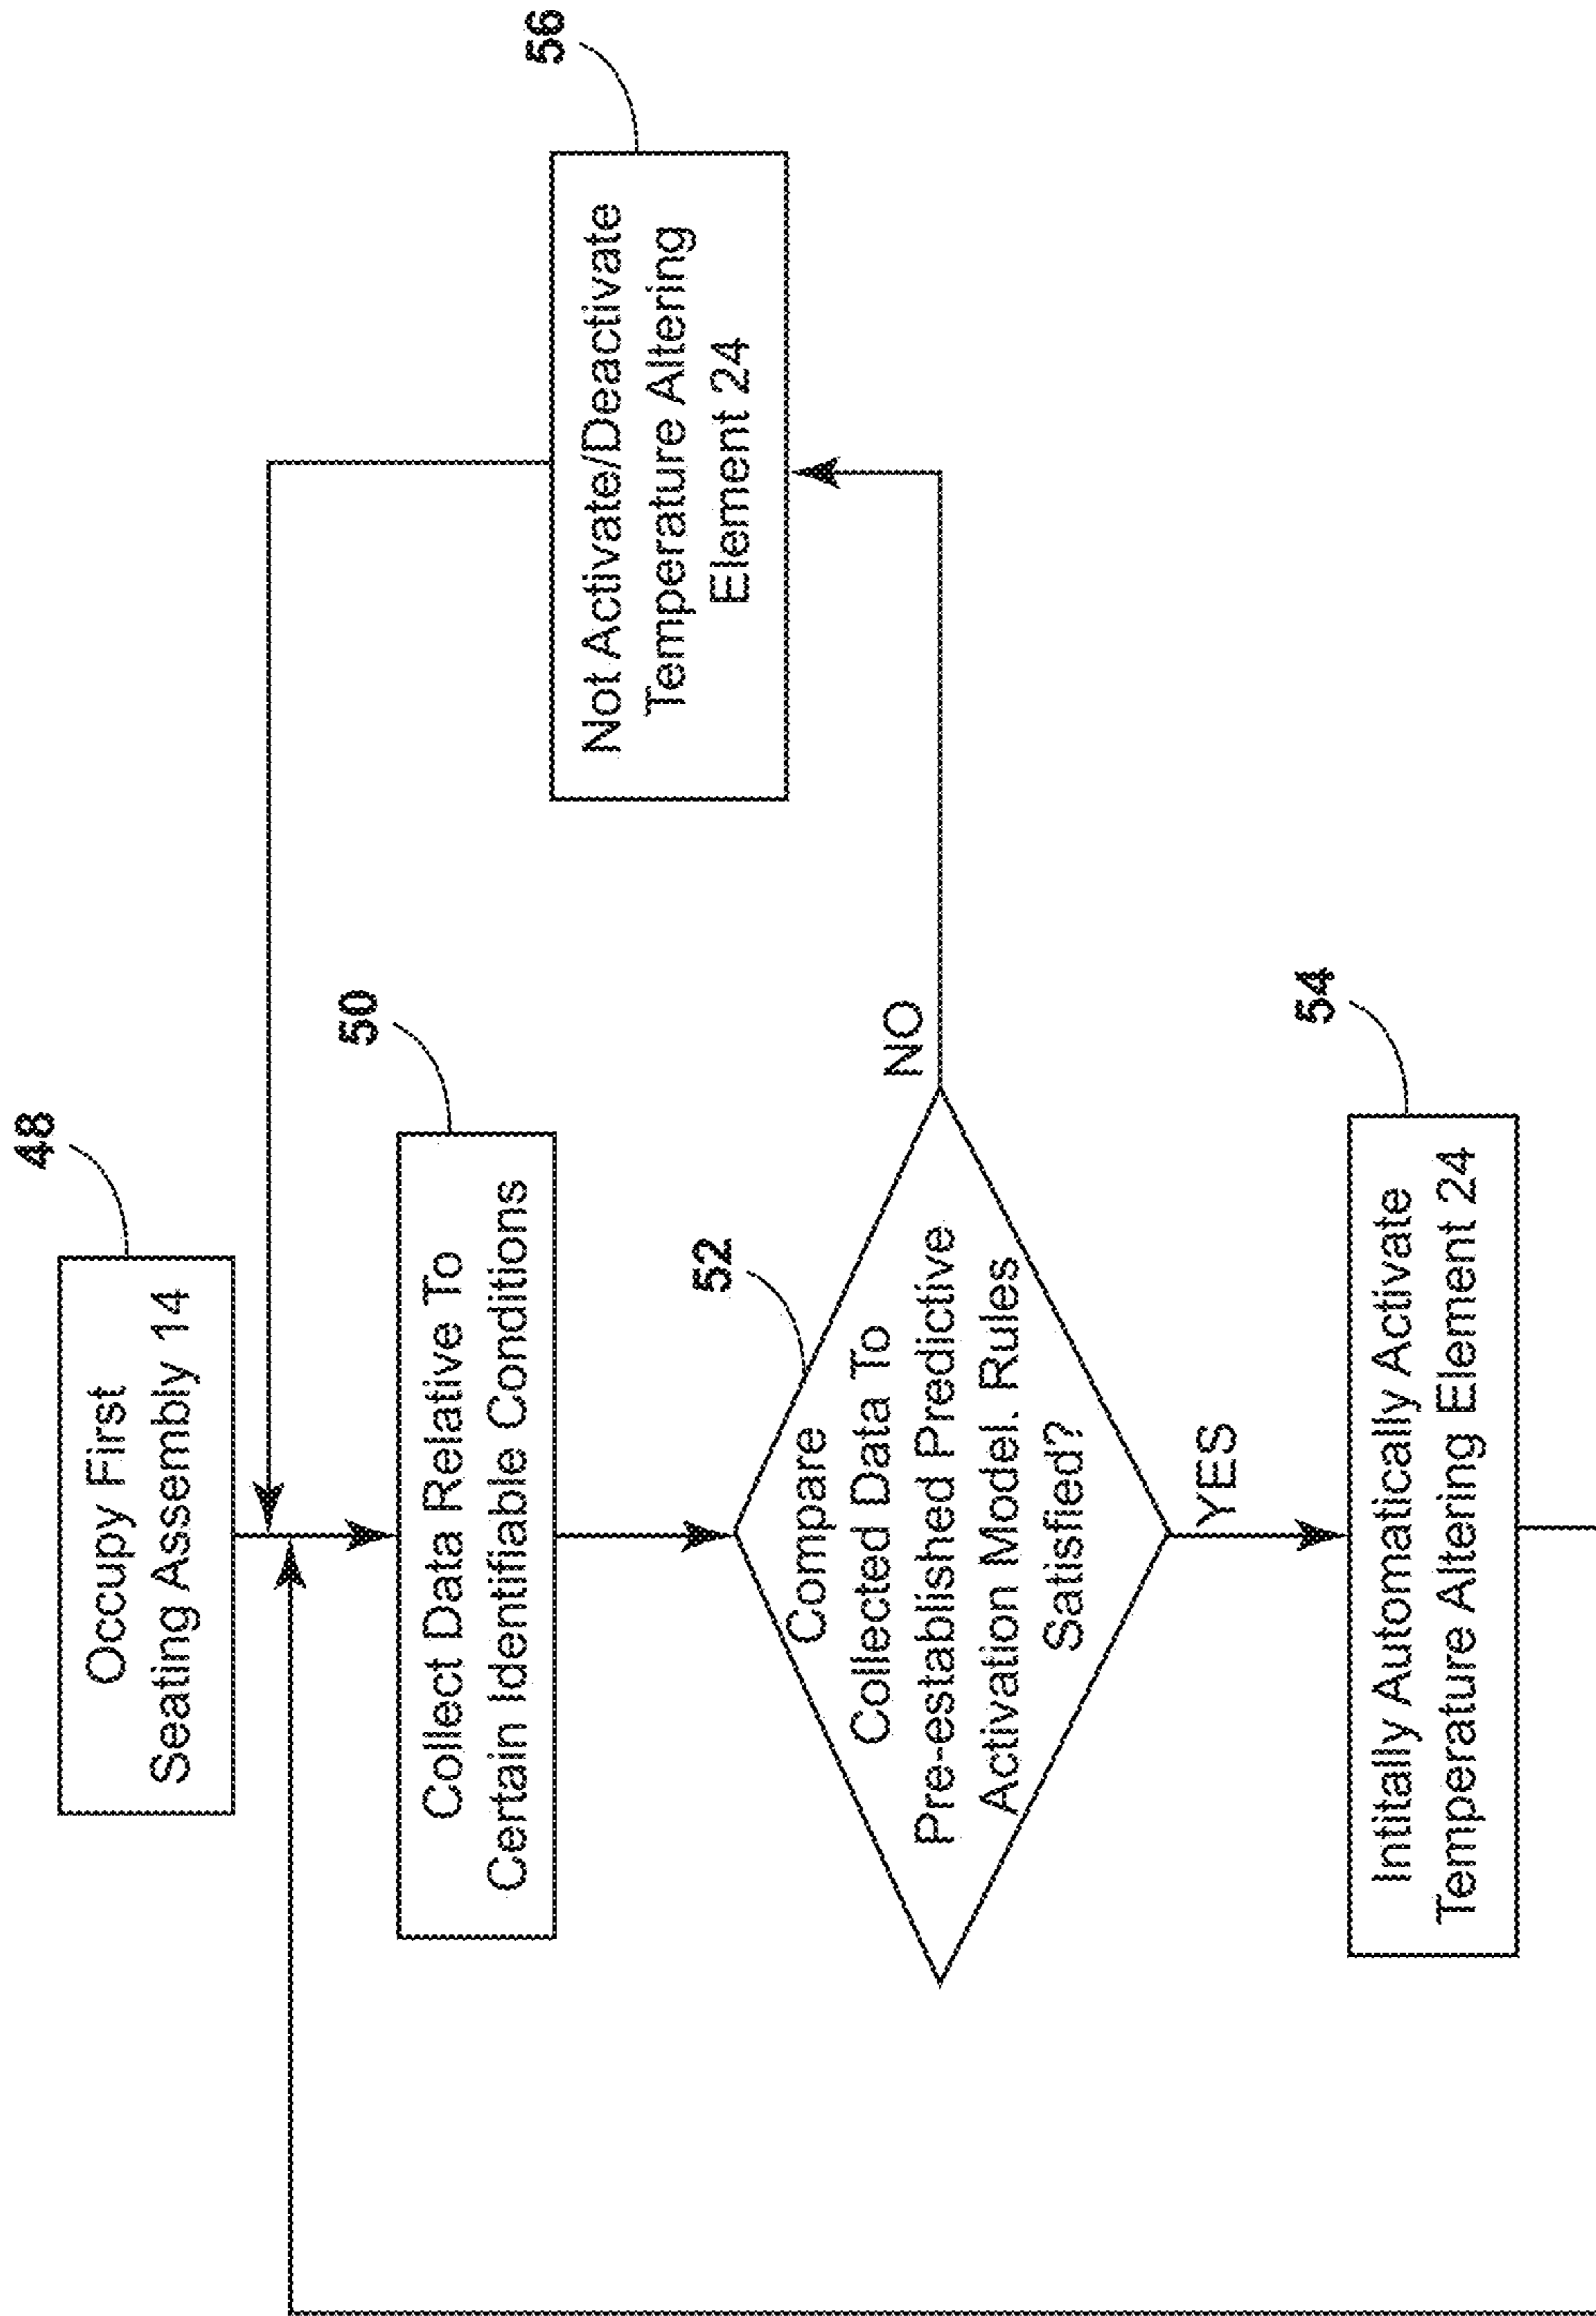 48
Occupy First
Seating Assembly 14
50
Collect Data Relative To
Certain Identifiable Conditions
52
Compare
Collected Data To
Pre-established Predictive
Activation Model. Rules
Satisfied?
NO
56
Not Activate/Deactivate
Temperature Altering
Element 24
YES
54
Intitally Automatically Activate
Temperature Altering Element 24